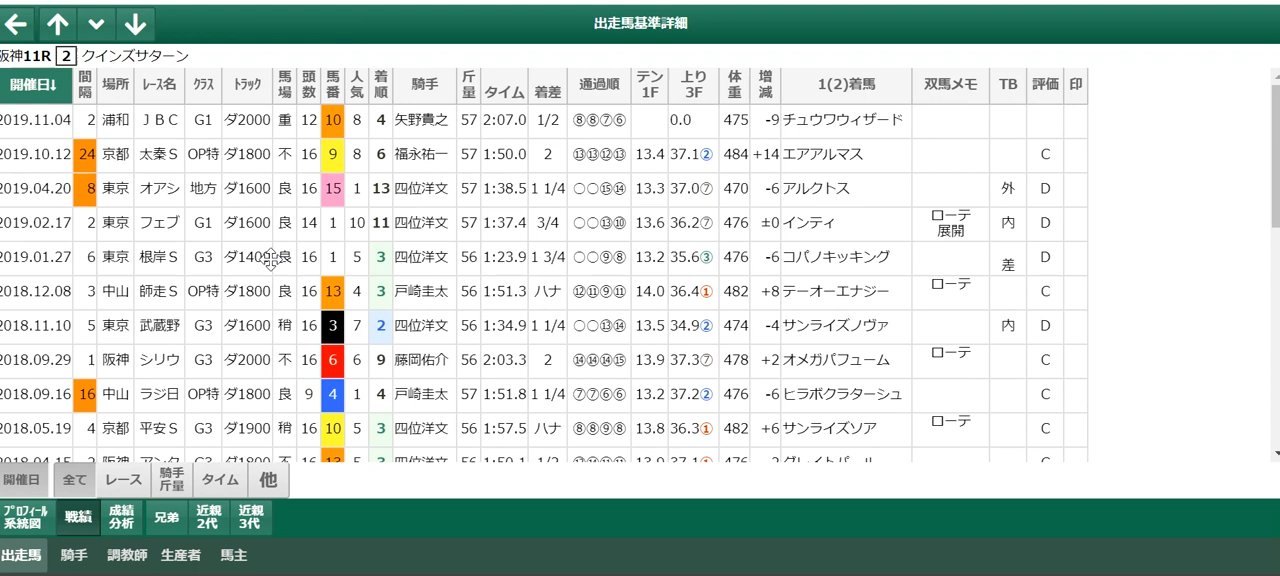 出走馬基準詳細
阪神11R 2 クインズサターン
開催日↓ 間隔 場所 ﾚｰｽ名 ｸﾗｽ ﾄﾗｯｸ 馬場 頭数 馬番 人気 着順 騎手 斤量 タイム 着差 通過順 テン1F 上り3F 体重 増減 1(2)着馬 双馬メモ TB 評価 印
2019.11.04 2 浦和 ＪＢＣ G1 ダ2000 重 12 10 8 4 矢野貴之 57 2:07.0 1/2 ⑧⑧⑦⑥ 0.0 475 -9 チュウワウィザード
2019.10.12 24 京都 太秦Ｓ OP特 ダ1800 不 16 9 8 6 福永祐一 57 1:50.0 2 ⑬⑬⑫⑬ 13.4 37.1② 484 +14 エアアルマス C
2019.04.20 8 東京 オアシ 地方 ダ1600 良 16 15 1 13 四位洋文 57 1:38.5 1 1/4 ○○⑮⑭ 13.3 37.0⑦ 470 -6 アルクトス 外 D
2019.02.17 2 東京 フェブ G1 ダ1600 良 14 1 10 11 四位洋文 57 1:37.4 3/4 ○○⑬⑩ 13.6 36.2⑦ 476 ±0 インティ ローテ展開 内 D
2019.01.27 6 東京 根岸Ｓ G3 ダ140 良 16 1 5 3 四位洋文 56 1:23.9 1 3/4 ○○⑨⑧ 13.2 35.6③ 476 -6 コパノキッキング 差 D
2018.12.08 3 中山 師走Ｓ OP特 ダ1800 良 16 13 4 3 戸崎圭太 56 1:51.3 ハナ ⑫⑪⑨⑪ 14.0 36.4① 482 +8 テーオーエナジー ローテ C
2018.11.10 5 東京 武蔵野 G3 ダ1600 稍 16 3 7 2 四位洋文 56 1:34.9 1 1/4 ○○⑬⑭ 13.5 34.9② 474 -4 サンライズノヴァ 内 D
2018.09.29 1 阪神 シリウ G3 ダ2000 不 16 6 6 9 藤岡佑介 56 2:03.3 2 ⑭⑭⑭⑮ 13.9 37.3⑦ 478 +2 オメガパフューム ローテ C
2018.09.16 16 中山 ラジ日 OP特 ダ1800 良 9 4 1 4 戸崎圭太 57 1:51.8 1 1/4 ⑦⑦⑥⑥ 13.2 37.2② 476 -6 ヒラボクラターシュ C
2018.05.19 4 京都 平安Ｓ G3 ダ1900 稍 16 10 5 3 四位洋文 56 1:57.5 ハナ ⑧⑧⑨⑧ 13.8 36.3① 482 +6 サンライズソア ローテ C
開催日 全て レース 騎手斤量 タイム 他
ﾌﾟﾛﾌｨｰﾙ系統図 戦績 成績分析 兄弟 近親2代 近親3代
出走馬 騎手 調教師 生産者 馬主